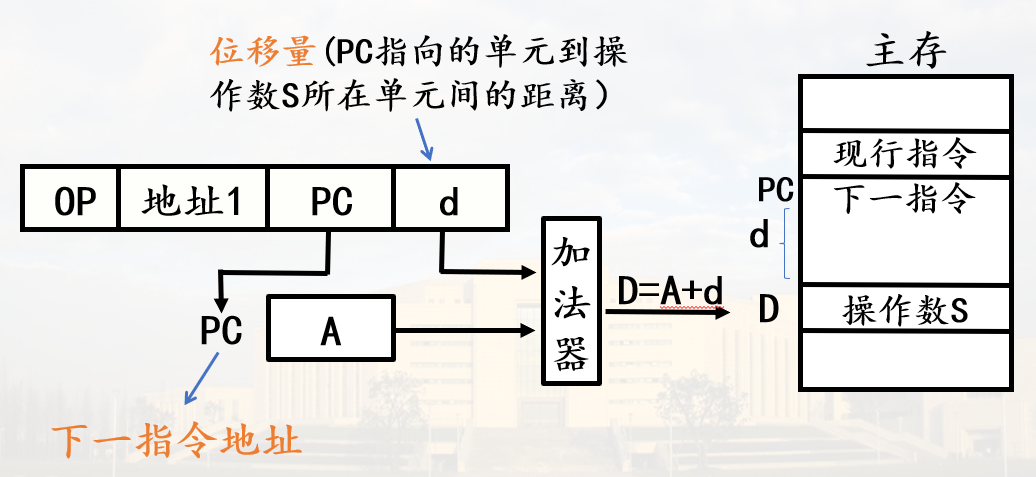 位移量(PC指向的单元到操
作数S所在单元间的距离)
主存
现行指令
OP 地址1 PC d
PC 下一指令
d
加法器
D=A+d
D 操作数S
PC A
下一指令地址